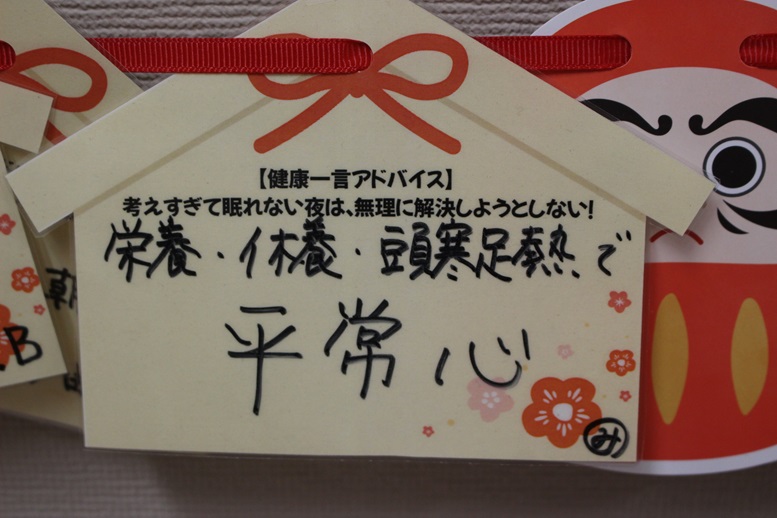 【健康一言アドバイス】
考えすぎて眠れない夜は、無理に解決しようとしない!
栄養・休養・頭寒足熱で
平常心
み
朝
.B
は